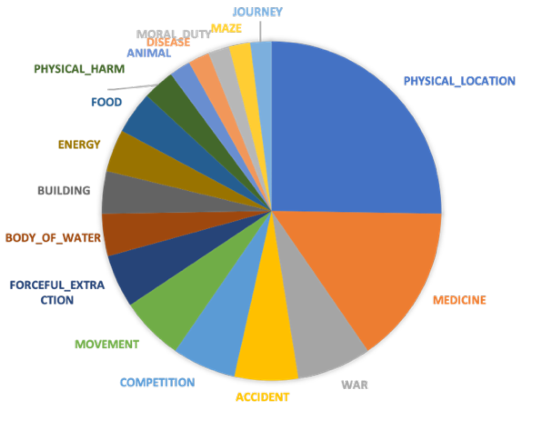 JOURNEY
MAZE
MORAL_DUTY
DISEASE
ANIMAL
PHYSICAL_HARM
PHYSICAL_LOCATION
FOOD
ENERGY
BUILDING
BODY_OF_WATER
FORCEFUL_EXTRA
CTION
MEDICINE
MOVEMENT
COMPETITION
WAR
ACCIDENT